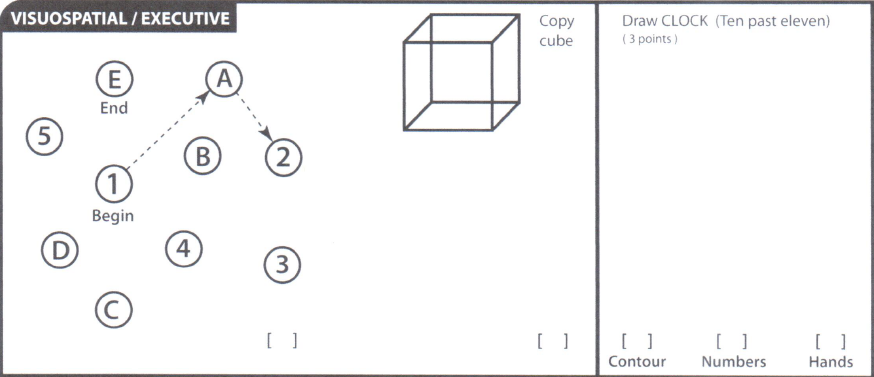 VISUOSPATIAL / EXECUTIVE
E
End
A
5
B
2
1
Begin
D
4
3
C
[ ]
Copy
cube
[ ]
Draw CLOCK (Ten past eleven)
( 3 points )
[ ] [ ] [ ]
Contour Numbers Hands